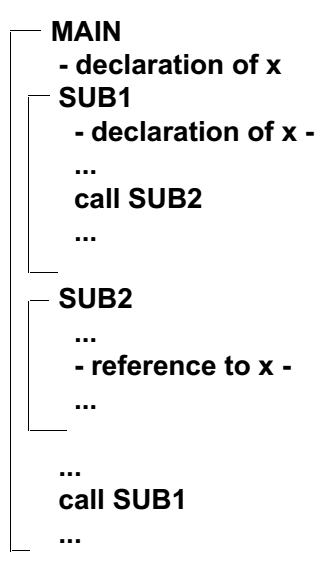 MAIN
- declaration of x
SUB1
- declaration of x -
...
call SUB2
...
SUB2
...
- reference to x -
...
...
call SUB1
...